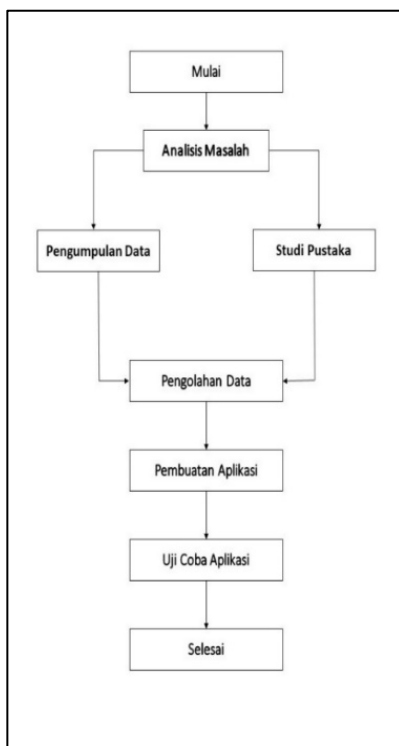 Mulai
Analisis Masalah
Pengumpulan Data
Studi Pustaka
Pengolahan Data
Pembuatan Aplikasi
Uji Coba Aplikasi
Selesai